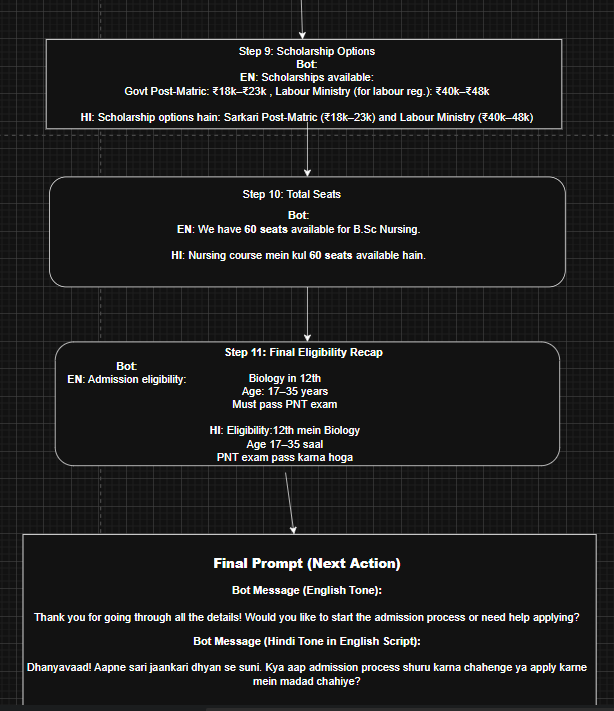 Step 9: Scholarship Options
Bot:
EN: Scholarships available:
Govt Post-Matric: ₹18k–₹23k , Labour Ministry (for labour reg.): ₹40k–₹48k
HI: Scholarship options hain: Sarkari Post-Matric (₹18k–23k) and Labour Ministry (₹40k–48k)
Step 10: Total Seats
Bot:
EN: We have 60 seats available for B.Sc Nursing.
HI: Nursing course mein kul 60 seats available hain.
Step 11: Final Eligibility Recap
Bot:
EN: Admission eligibility:
Biology in 12th
Age: 17–35 years
Must pass PNT exam
HI: Eligibility:12th mein Biology
Age 17–35 saal
PNT exam pass karna hoga
Final Prompt (Next Action)
Bot Message (English Tone):
Thank you for going through all the details! Would you like to start the admission process or need help applying?
Bot Message (Hindi Tone in English Script):
Dhanyavaad! Aapne sari jaankari dhyan se suni. Kya aap admission process shuru karna chahenge ya apply karne
mein madad chahiye?